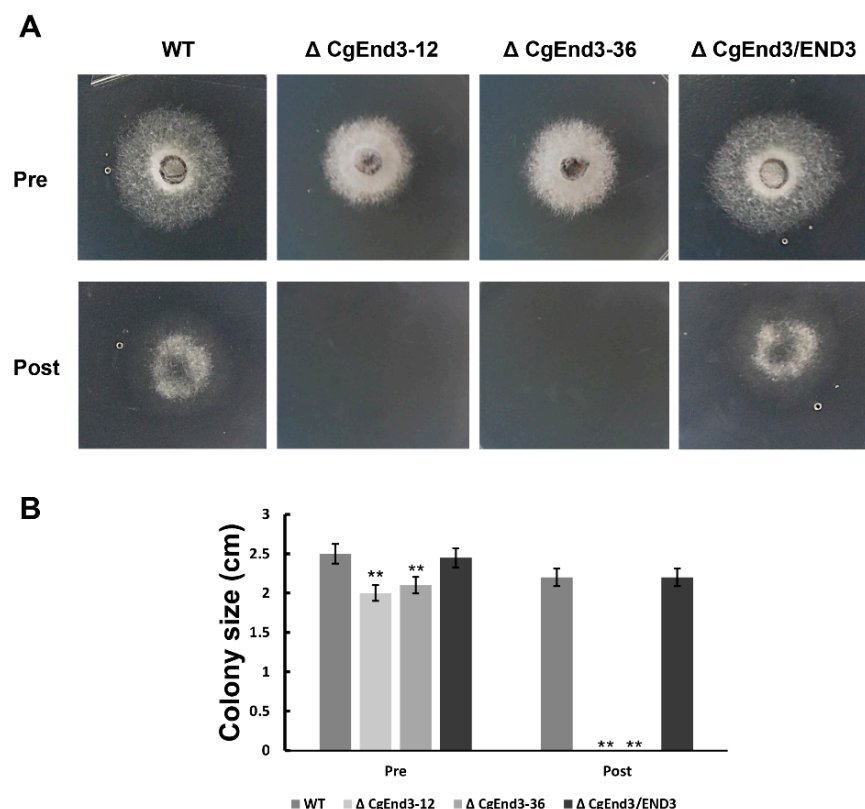 A
WT Δ CgEnd3-12 Δ CgEnd3-36 Δ CgEnd3/END3
Pre
Post
B
Colony size (cm)
3
2.5
2
1.5
1
0.5
0
** **
** **
Pre Post
WT Δ CgEnd3-12 Δ CgEnd3-36 Δ CgEnd3/END3